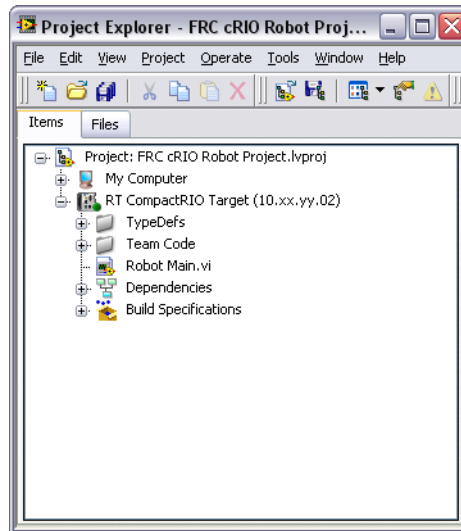 Project Explorer - FRC cRIO Robot Proj...
File Edit View Project Operate Tools Window Help
Items Files
Project: FRC cRIO Robot Project.lvproj
My Computer
RT CompactRIO Target (10.xx.yy.02)
TypeDefs
Team Code
Robot Main.vi
Dependencies
Build Specifications